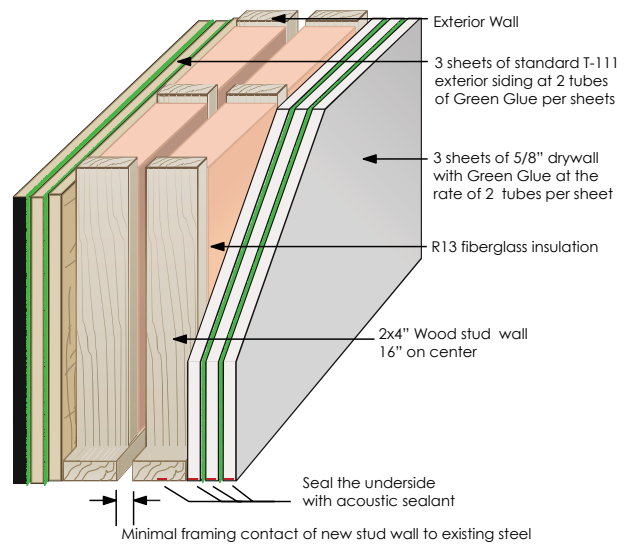 Exterior Wall
3 sheets of standard T-111
exterior siding at 2 tubes
of Green Glue per sheets
3 sheets of 5/8” drywall
with Green Glue at the
rate of 2 tubes per sheet
R13 fiberglass insulation
2x4” Wood stud wall
16” on center
Seal the underside
with acoustic sealant
Minimal framing contact of new stud wall to existing steel